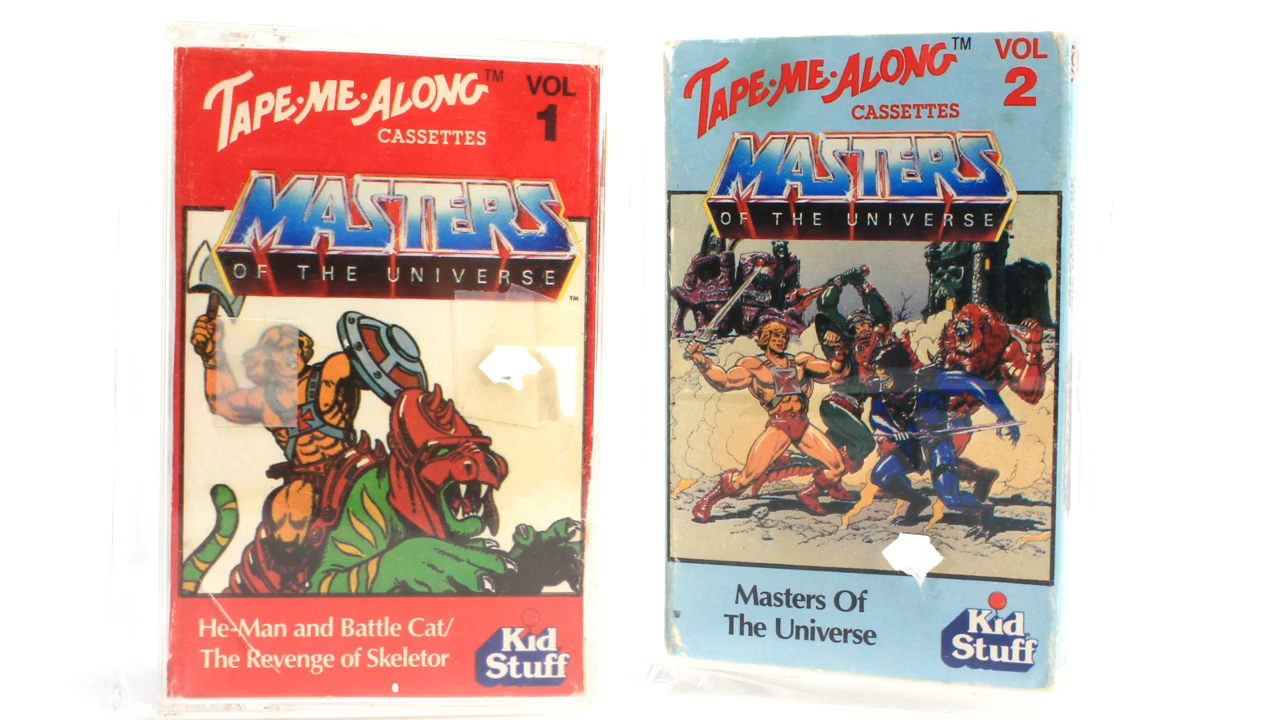 TAPE•ME•ALONG™
CASSETTES
VOL
1
MASTERS
OF THE UNIVERSE
™
He-Man and Battle Cat/
The Revenge of Skeletor
Kid
Stuff
TAPE•ME•ALONG™
CASSETTES
VOL
2
MASTERS
OF THE UNIVERSE
Masters Of
The Universe
Kid
Stuff